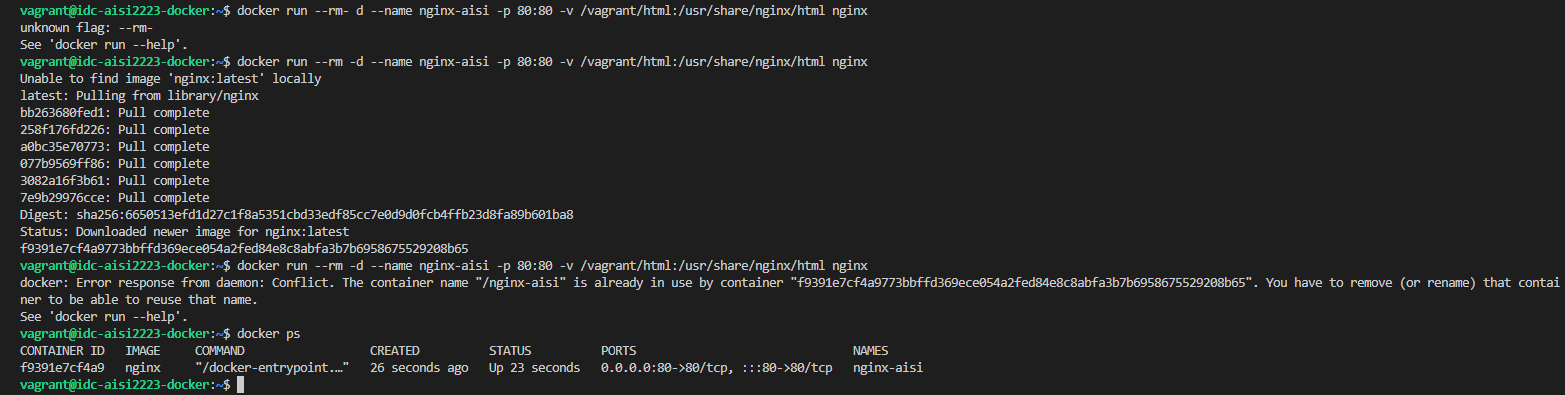 vagrant@idc-aisi2223-docker:~$ docker run --rm- d --name nginx-aisi -p 80:80 -v /vagrant/html:/usr/share/nginx/html nginx
unknown flag: --rm-
See 'docker run --help'.
vagrant@idc-aisi2223-docker:~$ docker run --rm -d --name nginx-aisi -p 80:80 -v /vagrant/html:/usr/share/nginx/html nginx
Unable to find image 'nginx:latest' locally
latest: Pulling from library/nginx
bb263680fed1: Pull complete
258f176fd226: Pull complete
a0bc35e70773: Pull complete
077b9569ff86: Pull complete
3082a16f3b61: Pull complete
7e9b29976cce: Pull complete
Digest: sha256:6650513efd1d27c1f8a5351cbd33edf85cc7e0d9d0fcb4ffb23d8fa89b601ba8
Status: Downloaded newer image for nginx:latest
f9391e7cf4a9773bbffd369ece054a2fed84e8c8abfa3b7b6958675529208b65
vagrant@idc-aisi2223-docker:~$ docker run --rm -d --name nginx-aisi -p 80:80 -v /vagrant/html:/usr/share/nginx/html nginx
docker: Error response from daemon: Conflict. The container name "/nginx-aisi" is already in use by container "f9391e7cf4a9773bbffd369ece054a2fed84e8c8abfa3b7b6958675529208b65". You have to remove (or rename) that contai
ner to be able to reuse that name.
See 'docker run --help'.
vagrant@idc-aisi2223-docker:~$ docker ps
CONTAINER ID   IMAGE     COMMAND                  CREATED          STATUS          PORTS                               NAMES
f9391e7cf4a9   nginx     "/docker-entrypoint.…"   26 seconds ago   Up 23 seconds   0.0.0.0:80->80/tcp, :::80->80/tcp   nginx-aisi
vagrant@idc-aisi2223-docker:~$